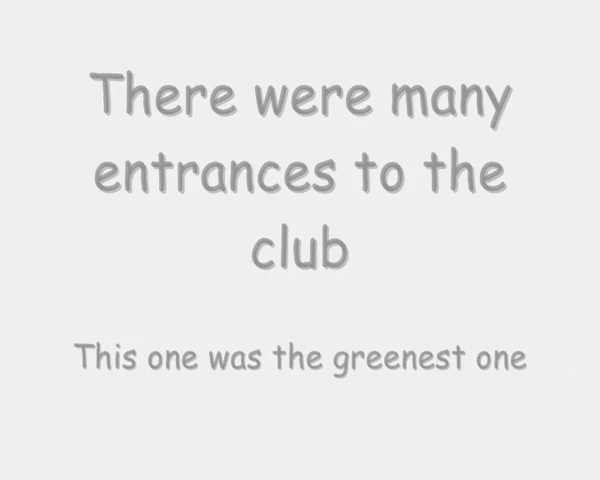 There were many
entrances to the
club
This one was the greenest one